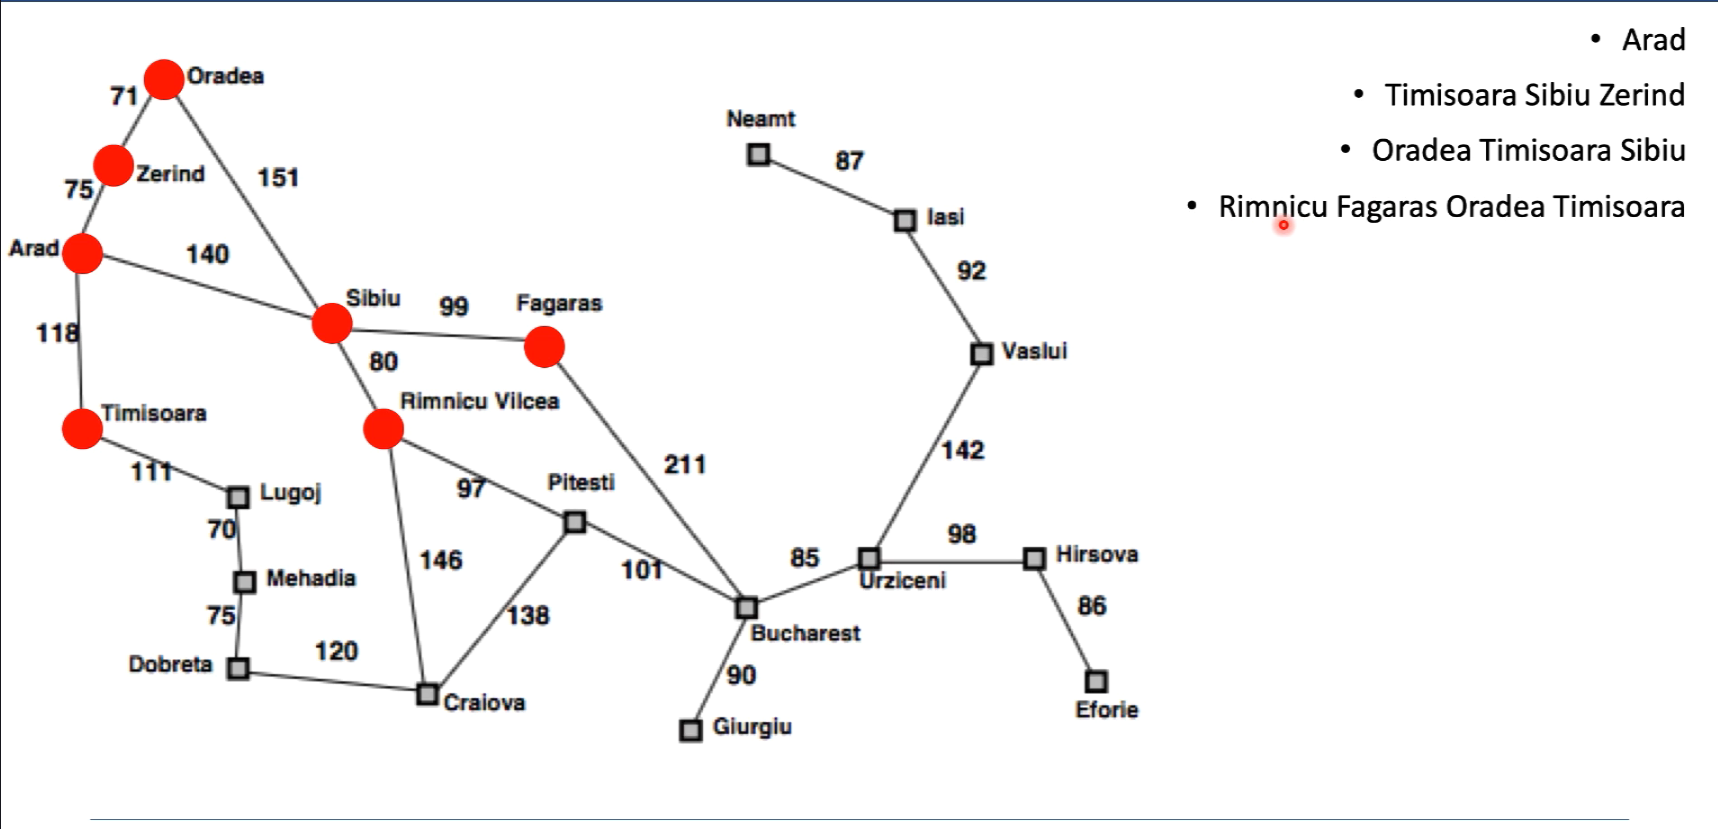 • Arad
• Timisoara Sibiu Zerind
• Oradea Timisoara Sibiu
• Rimnicu Fagaras Oradea Timisoara
Oradea
71
Zerind
151
75
Arad
140
Sibiu
99
Fagaras
118
80
Rimnicu Vilcea
Timisoara
111
Lugoj
97
Pitesti
211
70
Mehadia
146
101
75
138
Dobreta
120
Craiova
Neamt
87
Iasi
92
Vaslui
142
98
Hirsova
85
Urziceni
86
Bucharest
90
Giurgiu
Eforie